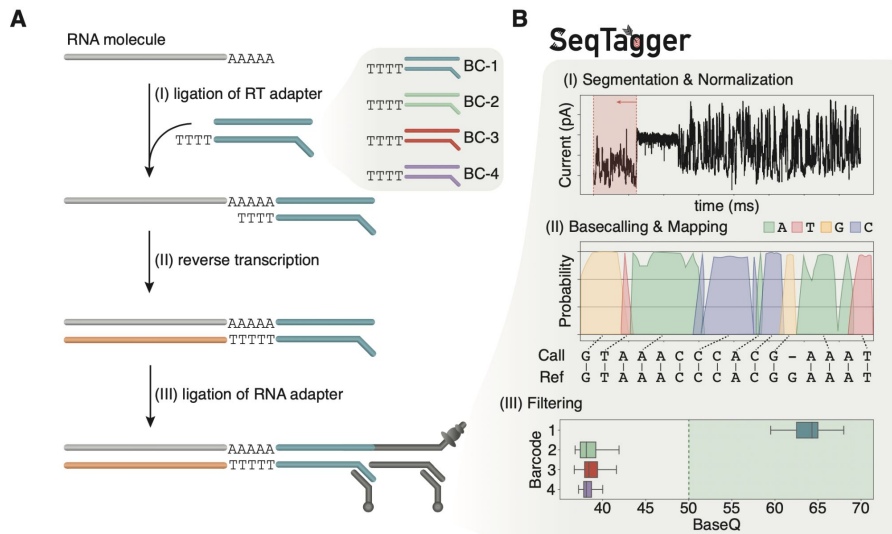 A
RNA molecule
AAAAA
(I) ligation of RT adapter
TTTT
TTTT BC-1
TTTT BC-2
TTTT BC-3
TTTT BC-4
AAAAA
TTTT
(II) reverse transcription
AAAAA
TTTTT
(III) ligation of RNA adapter
AAAAA
TTTTT
B
SeqTagger
(I) Segmentation & Normalization
Current (pA)
time (ms)
(II) Basecalling & Mapping
A T G C
Probability
Call G T A A A C C A C G - A A A T
Ref G T A A A C C C A C G G A A A T
(III) Filtering
Barcode
1
2
3
4
40 45 50 55 60 65 70
BaseQ